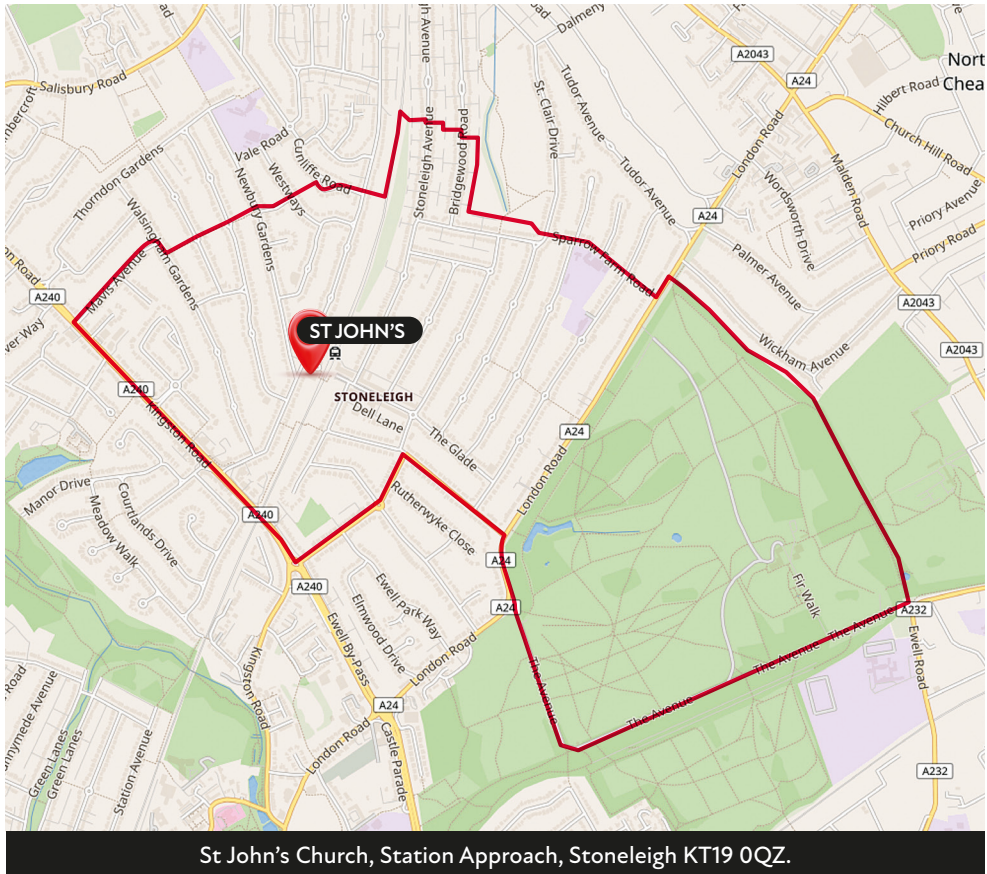 Salisbury Road
Vale Road
Cunliffe Road
Thorndon Gardens
Walsingham Gardens
Newbury Gardens
Westways
Mavis Avenue
A240
Stoneleigh Avenue
Bridgewood Road
St. Clair Drive
Tudor Avenue
Tudor Avenue
A2043
A24
London Road
Hilbert Road
Church Hill Road
Malden Road
Wordsworth Drive
Priory Avenue
Priory Road
A24
Palmer Avenue
A2043
A2043
Sparrow Farm Road
Wickham Avenue
ST JOHN'S
STONELEIGH
Dell Lane
The Glade
A24
London Road
A240
Kingston Road
A240
Manor Drive
Meadow Walk
Courtlands Drive
Rutherwyke Close
A24
A24
A240
Ewell Park Way
Elmwood Drive
London Road
Ewell By-Pass
Kingston Road
A24
London Road
Castle Parade
Fir Walk
The Avenue
The Avenue
The Avenue
The Avenue
A232
Ewell Road
A232
Green Lanes
Green Lanes
Station Avenue
St John's Church, Station Approach, Stoneleigh KT19 0QZ.